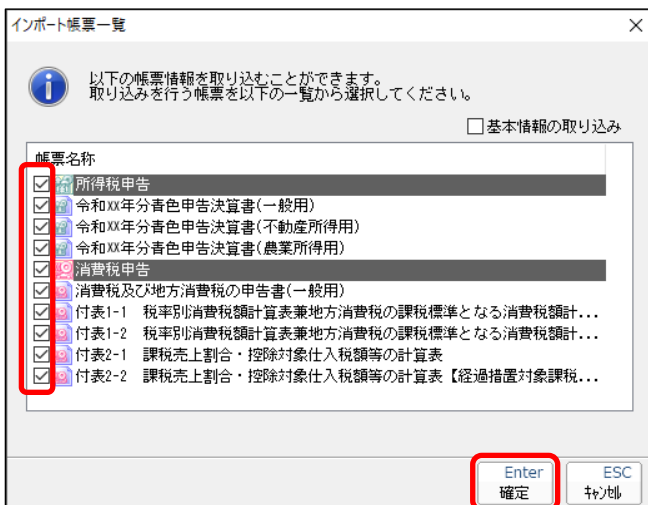 インポート帳票一覧
以下の帳票情報を取り込むことができます。
取り込みを行う帳票を以下の一覧から選択してください。
基本情報の取り込み
帳票名称
所得税申告
令和XX年分青色申告決算書(一般用)
令和XX年分青色申告決算書(不動産所得用)
令和XX年分青色申告決算書(農業所得用)
消費税申告
消費税及び地方消費税の申告書(一般用)
付表1-1 税率別消費税額計算表兼地方消費税の課税標準となる消費税額計...
付表1-2 税率別消費税額計算表兼地方消費税の課税標準となる消費税額計...
付表2-1 課税売上割合・控除対象仕入税額等の計算表
付表2-2 課税売上割合・控除対象仕入税額等の計算表【経過措置対象課税...
Enter ESC
確定 ｷｬﾝｾﾙ